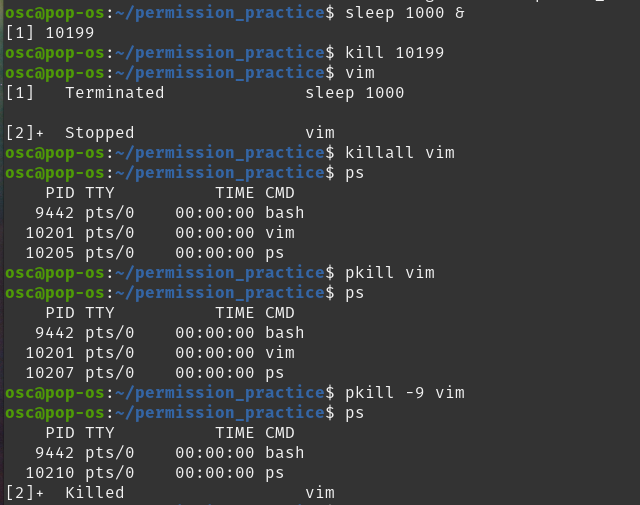 osc@pop-os:~/permission_practice$ sleep 1000 &
[1] 10199
osc@pop-os:~/permission_practice$ kill 10199
osc@pop-os:~/permission_practice$ vim
[1]   Terminated              sleep 1000
[2]+  Stopped                 vim
osc@pop-os:~/permission_practice$ killall vim
osc@pop-os:~/permission_practice$ ps
    PID TTY          TIME CMD
   9442 pts/0    00:00:00 bash
  10201 pts/0    00:00:00 vim
  10205 pts/0    00:00:00 ps
osc@pop-os:~/permission_practice$ pkill vim
osc@pop-os:~/permission_practice$ ps
    PID TTY          TIME CMD
   9442 pts/0    00:00:00 bash
  10201 pts/0    00:00:00 vim
  10207 pts/0    00:00:00 ps
osc@pop-os:~/permission_practice$ pkill -9 vim
osc@pop-os:~/permission_practice$ ps
    PID TTY          TIME CMD
   9442 pts/0    00:00:00 bash
  10210 pts/0    00:00:00 ps
[2]+  Killed                  vim